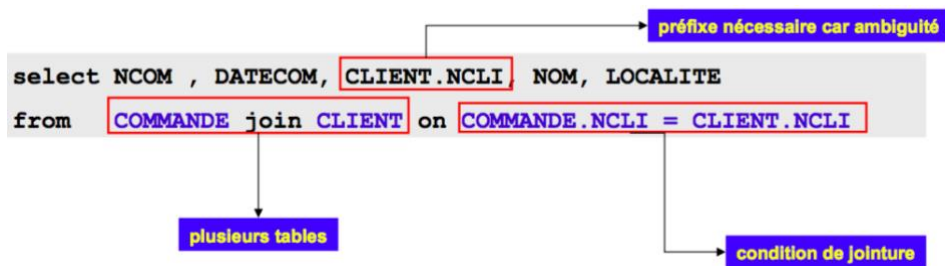 préfixe nécessaire car ambiguité
select NCOM , DATECOM, CLIENT.NCLI, NOM, LOCALITE
from COMMANDE join CLIENT on COMMANDE.NCLI = CLIENT.NCLI
plusieurs tables
condition de jointure